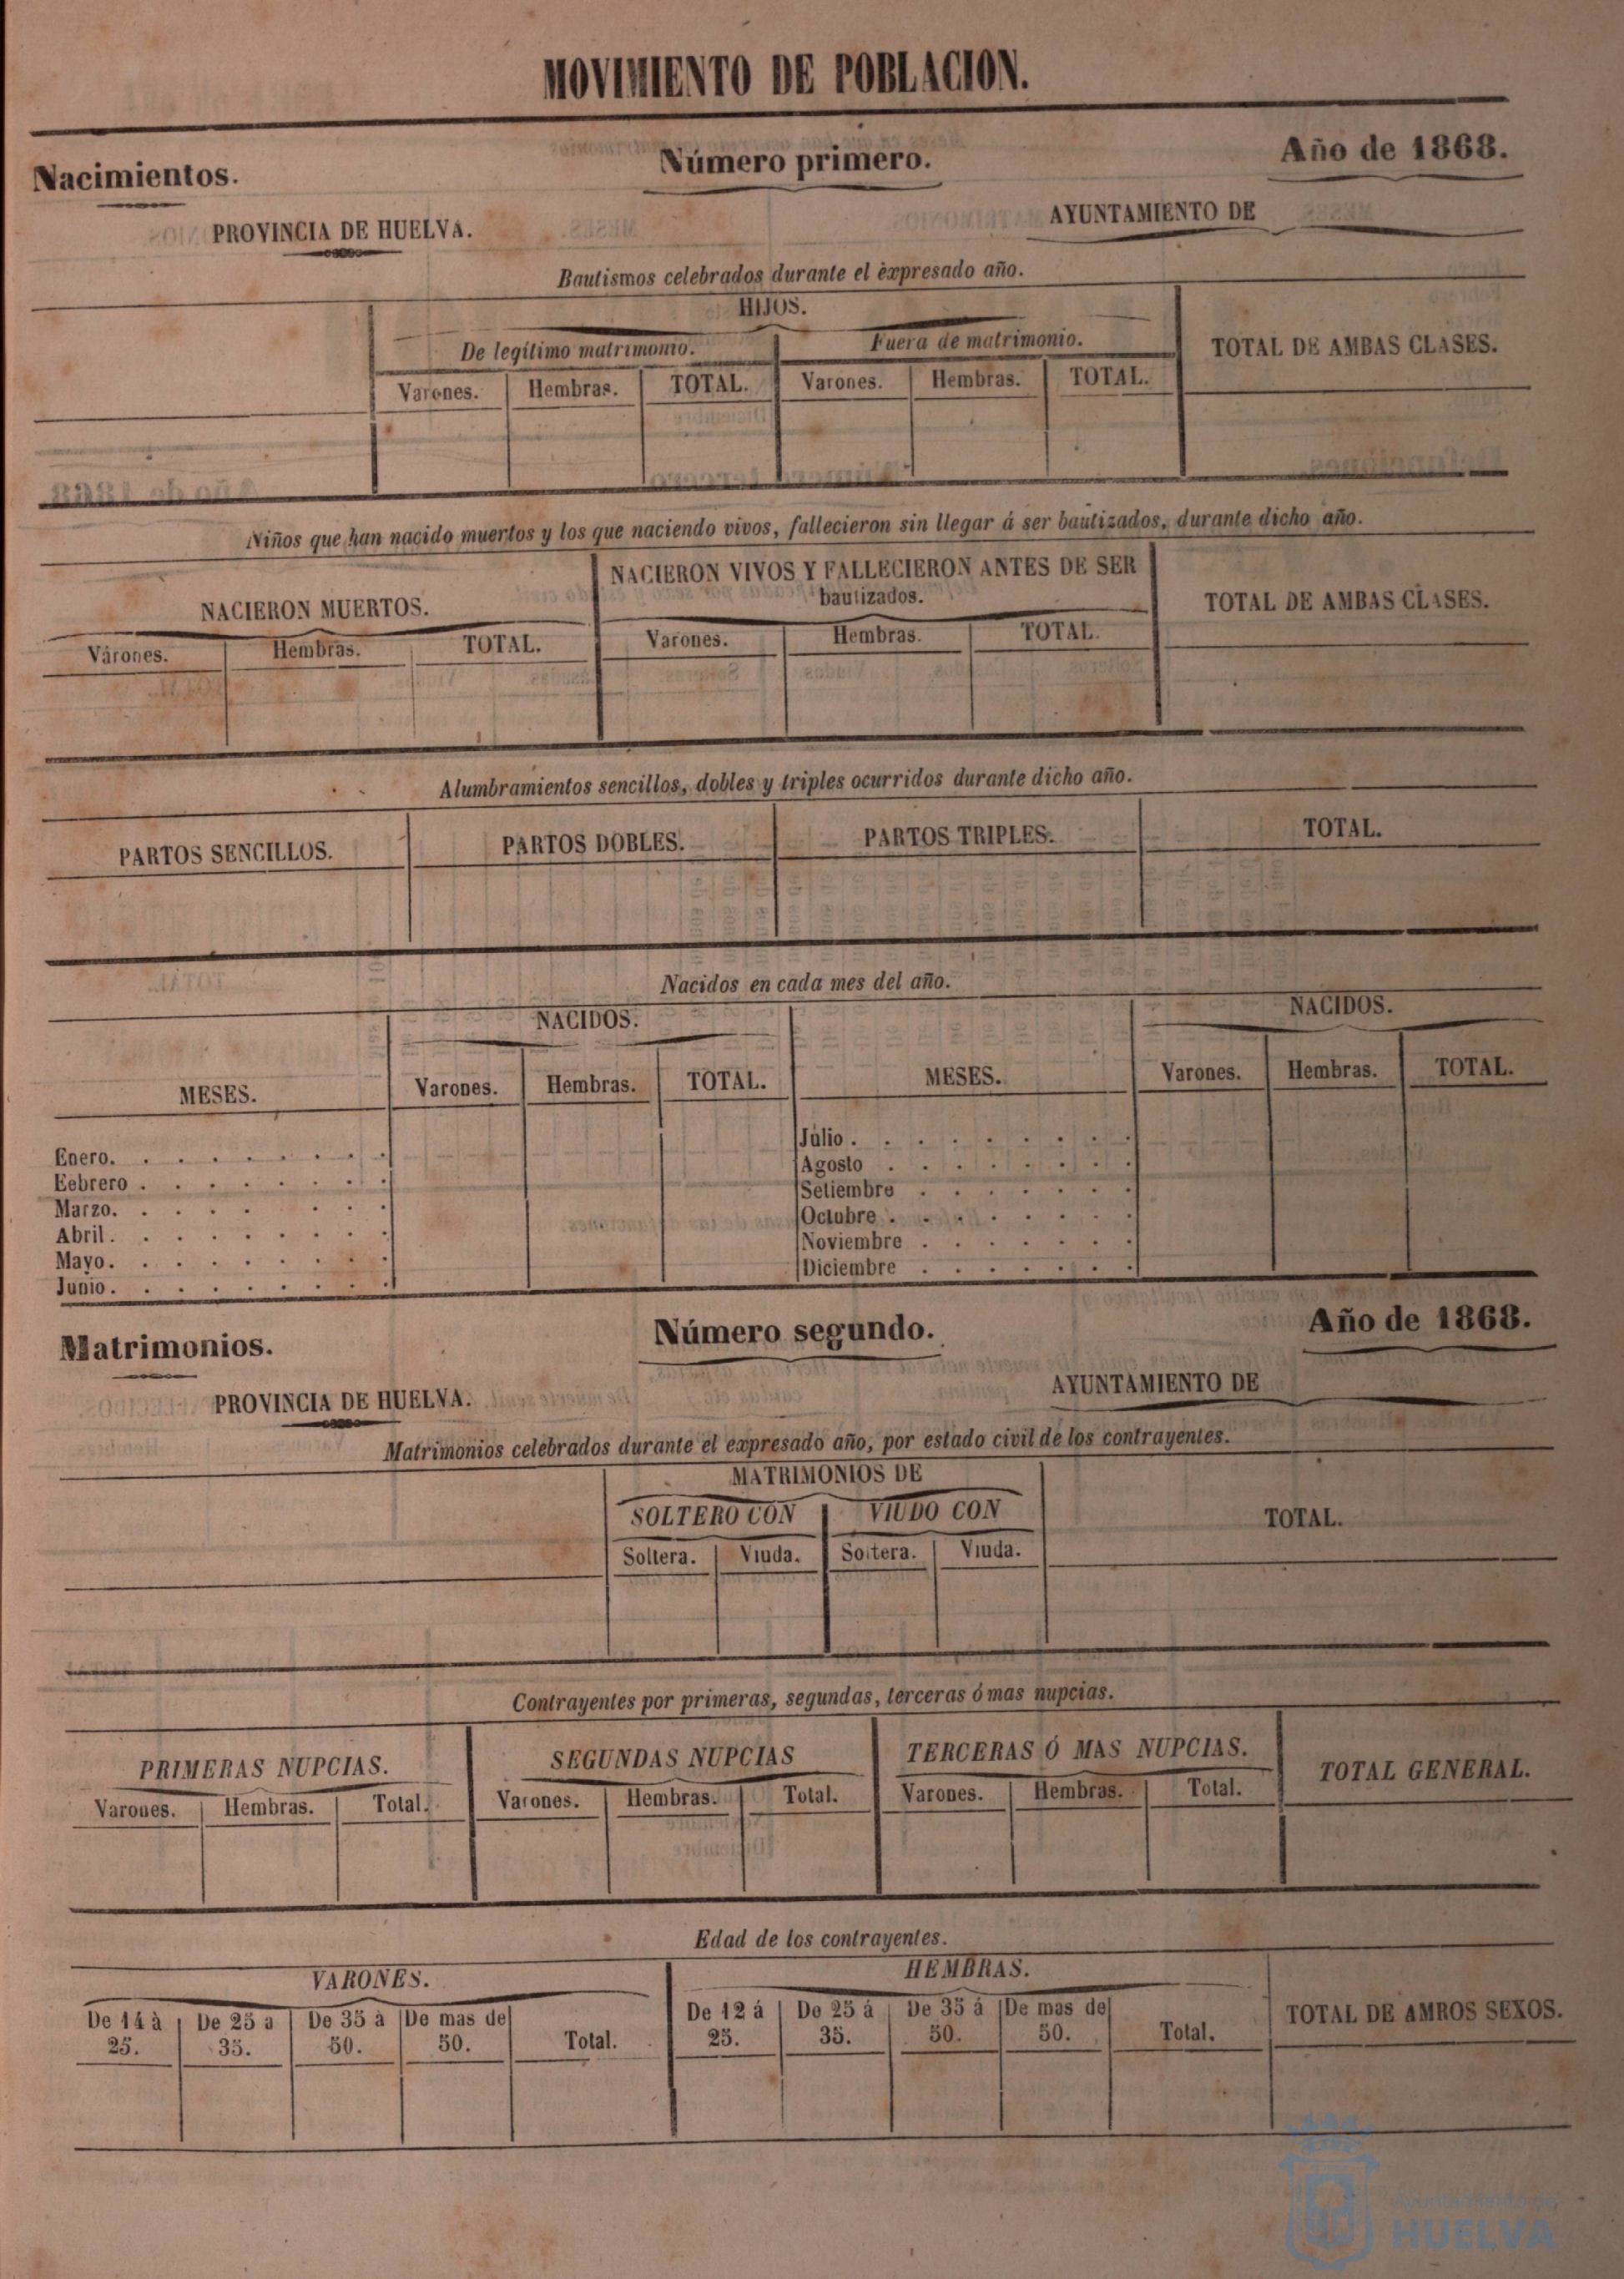 MOVIMIENTO DE POBLACION.
Nacimientos. Número primero. Año de 1868.
PROVINCIA DE HUELVA. AYUNTAMIENTO DE
Bautismos celebrados durante el èxpresado año.
HIJOS.
De legítimo matrimonio. Fuera de matrimonio. TOTAL DE AMBAS CLASES.
Varones. Hembras. TOTAL. Varones. Hembras. TOTAL.
Niños que han nacido muertos y los que naciendo vivos, fallecieron sin llegar á ser bautizados, durante dicho año.
NACIERON MUERTOS. NACIERON VIVOS Y FALLECIERON ANTES DE SER
bautizados. TOTAL DE AMBAS CLASES.
Varones. Hembras. TOTAL. Varones. Hembras. TOTAL.
Alumbramientos sencillos, dobles y triples ocurridos durante dicho año.
PARTOS SENCILLOS. PARTOS DOBLES. PARTOS TRIPLES. TOTAL.
Nacidos en cada mes del año.
NACIDOS. NACIDOS.
MESES. Varones. Hembras. TOTAL. MESES. Varones. Hembras. TOTAL.
Enero. . . . . . . . . Julio . . . . . . . . .
Eebrero . . . . . . . . Agosto . . . . . . . .
Marzo. . . . . . . . Setiembre . . . . . . .
Abril. . . . . . . . . Octubre . . . . . . . .
Mayo. . . . . . . . . Noviembre . . . . . . .
Junio. . . . . . . . . Diciembre . . . . . . .
Matrimonios. Número segundo. Año de 1868.
PROVINCIA DE HUELVA. AYUNTAMIENTO DE
Matrimonios celebrados durante el expresado año, por estado civil de los contrayentes.
MATRIMONIOS DE
SOLTERO CON VIUDO CON TOTAL.
Soltera. Viuda. Soltera. Viuda.
Contrayentes por primeras, segundas, terceras ó mas nupcias.
PRIMERAS NUPCIAS. SEGUNDAS NUPCIAS TERCERAS Ó MAS NUPCIAS. TOTAL GENERAL.
Varones. Hembras. Total. Varones. Hembras. Total. Varones. Hembras. Total.
Edad de los contrayentes.
VARONES. HEMBRAS.
De 14 à 25. De 25 a 35. De 35 à 50. De mas de 50. Total. De 12 á 25. De 25 á 35. De 35 á 50. De mas de 50. Total. TOTAL DE AMROS SEXOS.
Ayuntamiento de
HUELVA